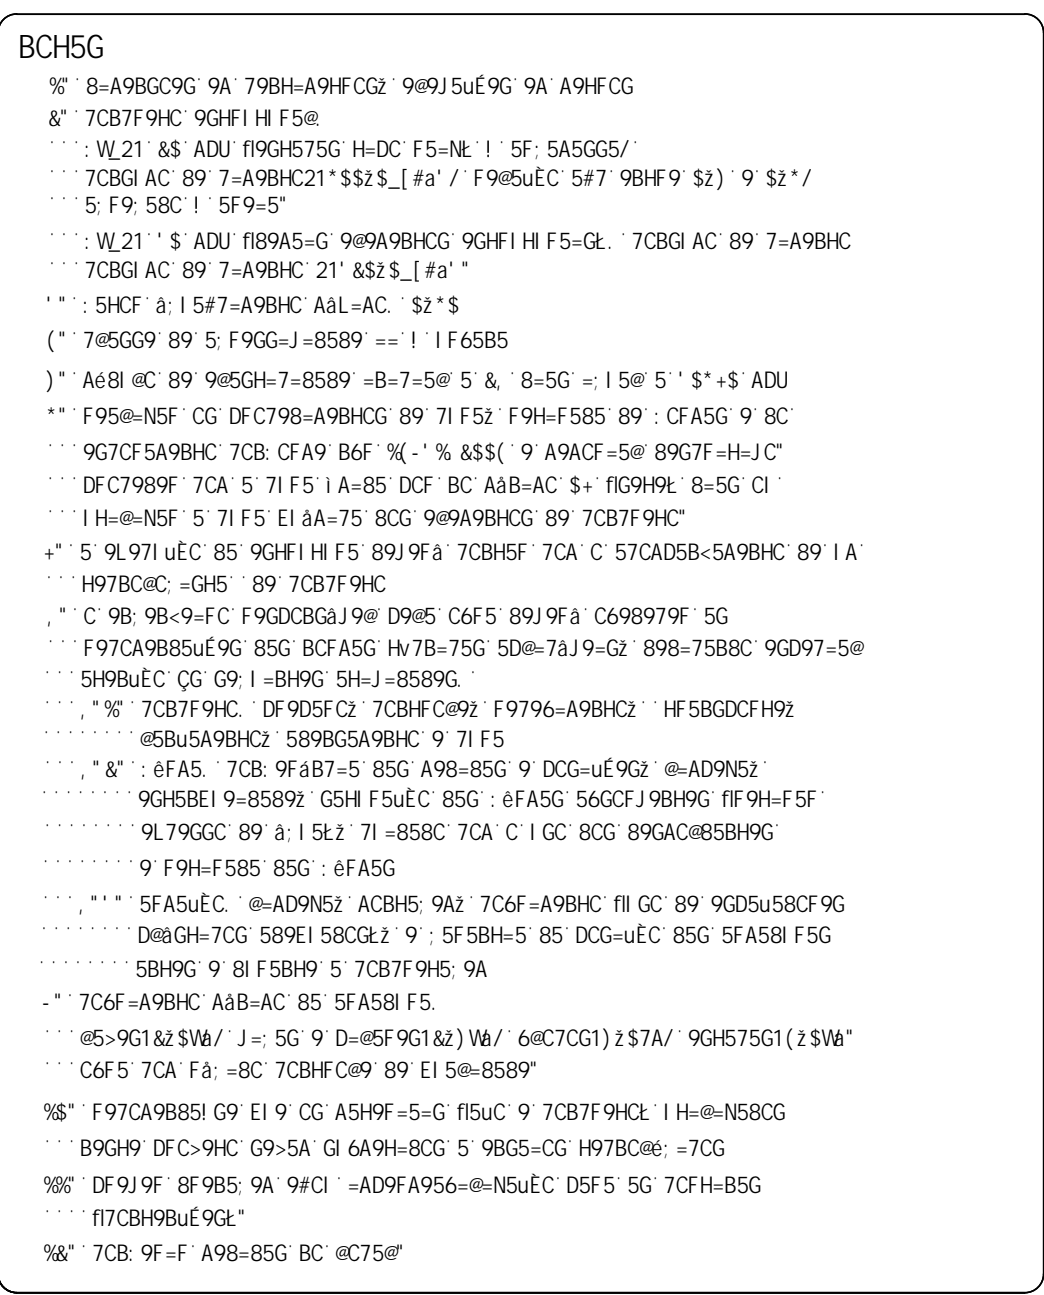 BCH5G
%"˙8=A9BGC9G˙9A˙79BH=A9HFCGž˙9@9J5uÉ9G˙9A˙A9HFCG
&"˙7CB7F9HC˙9GHFI HI F5@.
˙˙˙: W_21˙&$˙ADU˙fl9GH575G˙H=DC˙F5=NŁ˙!˙5F; 5A5GG5/˙
˙˙˙7CBGI AC˙89˙7=A9BHC21*$$ž$_[ #a'˙/˙F9@5uÈC˙5#7˙9BHF9˙$ž)˙9˙$ž*/
˙˙˙5; F9; 58C˙!˙5F9=5"
˙˙˙: W_21˙'$˙ADU˙fl89A5=G˙9@9A9BHCG˙9GHFI HI F5=GŁ.˙7CBGI AC˙89˙7=A9BHC
˙˙˙7CBGI AC˙89˙7=A9BHC˙21'&$ž$_[ #a'"
'"˙: 5HCF˙â; I 5#7=A9BHC˙AâL=AC.˙$ž*$
("˙7@5GG9˙89˙5; F9GG=J =8589˙==˙!˙I F65B5
)"˙Aé8I @C˙89˙9@5GH=7=8589˙=B=7=5@˙5˙&,˙8=5G˙=; I 5@˙5˙'$*+$˙ADU
*"˙F95@=N5F˙CG˙DFC798=A9BHCG˙89˙7I F5ž˙F9H=F585˙89˙: CFA5G˙9˙8C˙
˙˙˙9G7CF5A9BHC˙7CB: CFA9˙B6F˙%(-'%.&$$(˙9˙A9ACF=5@˙89G7F=H=JC"
˙˙˙DFC7989F˙7CA˙5˙7I F5˙ìA=85˙DCF˙BC˙AåB=AC˙$+˙flG9H9Ł˙8=5G˙CI˙
˙˙˙I H=@=N5F˙5˙7I F5˙EI åA=75˙8CG˙9@9A9BHCG˙89˙7CB7F9HC"
+"˙5˙9L97I uÈC˙85˙9GHFI HI F5˙89J9Fâ˙7CBH5F˙7CA˙C˙57CAD5B<5A9BHC˙89˙I A˙
˙˙˙H97BC@C; =GH5˙˙89˙7CB7F9HC
,"˙C˙9B; 9B<9=FC˙F9GDCBGâJ9@˙D9@5˙C6F5˙89J9Fâ˙C698979F˙5G
˙˙˙F97CA9B85uÉ9G˙85G˙BCFA5G˙Hv7B=75G˙5D@=7âJ9=Gž˙898=75B8C˙9GD97=5@
˙˙˙5H9BuÈC˙ÇG˙G9; I =BH9G˙5H=J=8589G.˙
˙˙˙,"%"˙7CB7F9HC.˙DF9D5FCž˙7CBHFC@9ž˙F9796=A9BHCž˙˙HF5BGDCFH9ž
˙˙˙˙˙˙˙˙@5Bu5A9BHCž˙589BG5A9BHC˙9˙7I F5
˙˙˙,"&"˙: êFA5.˙7CB: 9FáB7=5˙85G˙A98=85G˙9˙DCG=uÉ9Gž˙@=AD9N5ž˙
˙˙˙˙˙˙˙˙9GH5BEI 9=8589ž˙G5HI F5uÈC˙85G˙: êFA5G˙56GCFJ9BH9G˙flF9H=F5F˙
˙˙˙˙˙˙˙˙9L79GGC˙89˙â; I 5Łž˙7I =858C˙7CA˙C˙I GC˙8CG˙89GAC@85BH9G˙
˙˙˙˙˙˙˙˙9˙F9H=F585˙85G˙: êFA5G
˙˙˙,"'"˙5FA5uÈC.˙@=AD9N5ž˙ACBH5; 9Až˙7C6F=A9BHC˙flI GC˙89˙9GD5u58CF9G
˙˙˙˙˙˙˙˙D@âGH=7CG˙589EI 58CGŁž˙9˙; 5F5BH=5˙85˙DCG=uÈC˙85G˙5FA58I F5G
˙˙˙˙˙˙˙˙5BH9G˙9˙8I F5BH9˙5˙7CB7F9H5; 9A
-"˙7C6F=A9BHC˙AåB=AC˙85˙5FA58I F5.
˙˙˙@5>9G1&ž$Wa/˙J=; 5G˙9˙D=@5F9G1&ž)Wa/˙6@C7CG1)ž$7A/˙9GH575G1(ž$Wa"
˙˙˙C6F5˙7CA˙Få; =8C˙7CBHFC@9˙89˙EI 5@=8589"
%$"˙F97CA9B85!G9˙EI 9˙CG˙A5H9F=5=G˙fl5uC˙9˙7CB7F9HCŁ˙I H=@=N58CG
˙˙˙B9GH9˙DFC>9HC˙G9>5A˙GI 6A9H=8CG˙5˙9BG5=CG˙H97BC@é; =7CG
%%"˙DF9J9F˙8F9B5; 9A˙9#CI˙=AD9FA956=@=N5uÈC˙D5F5˙5G˙7CFH=B5G
˙˙˙˙fl7CBH9BuÉ9GŁ"
%&"˙7CB: 9F=F˙A98=85G˙BC˙@C75@"